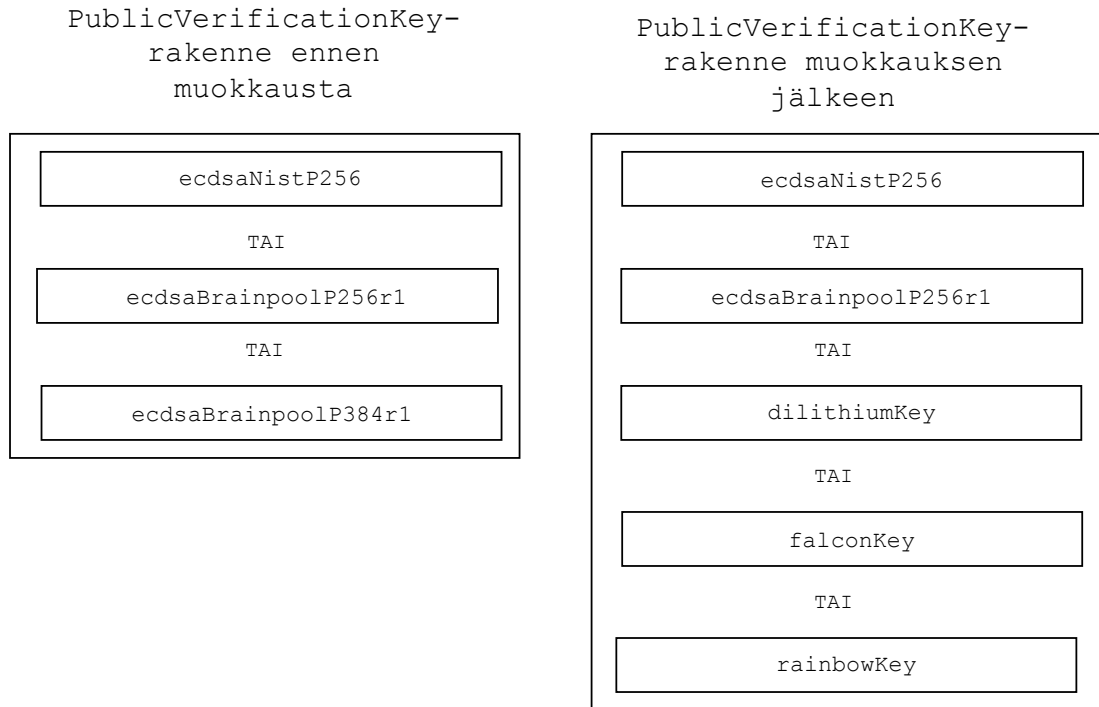 PublicVerificationKey-
rakenne ennen
muokkausta
ecdsaNistP256
TAI
ecdsaBrainpoolP256r1
TAI
ecdsaBrainpoolP384r1
PublicVerificationKey-
rakenne muokkauksen
jälkeen
ecdsaNistP256
TAI
ecdsaBrainpoolP256r1
TAI
dilithiumKey
TAI
falconKey
TAI
rainbowKey